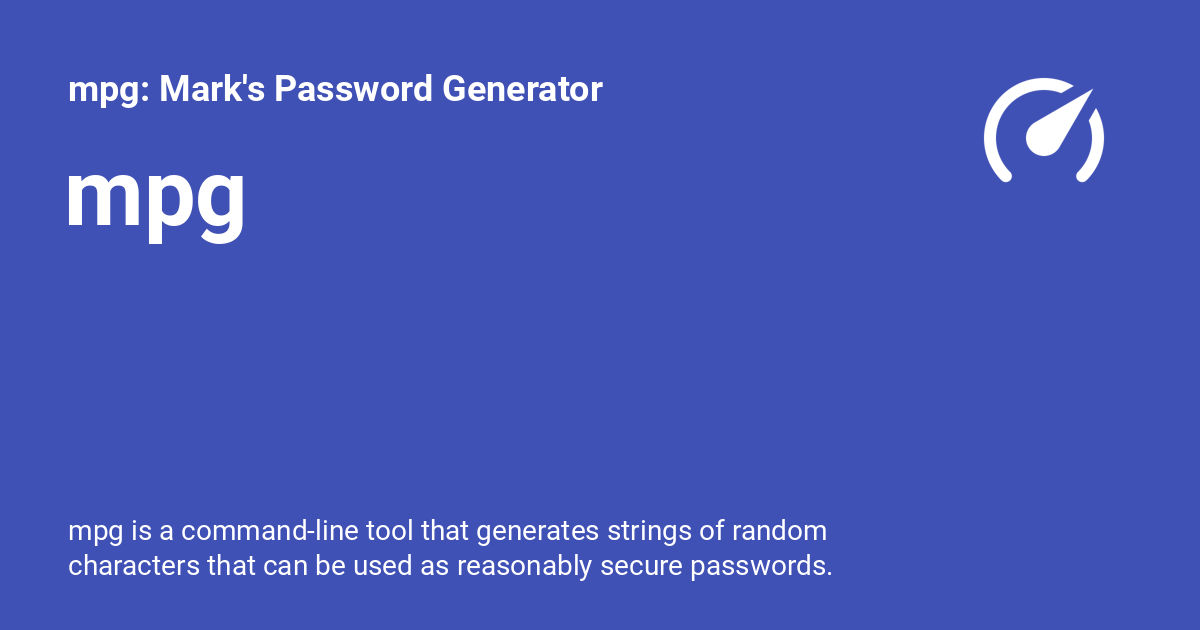 mpg: Mark's Password Generator
mpg
mpg is a command-line tool that generates strings of random
characters that can be used as reasonably secure passwords.